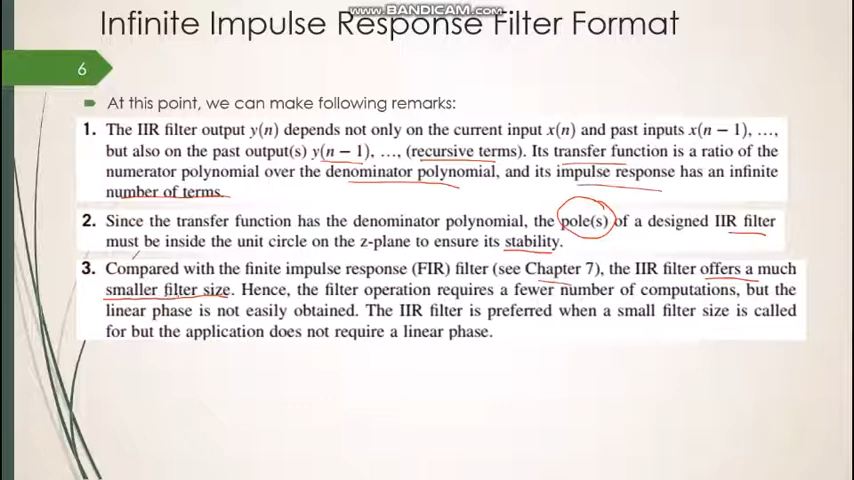 www.BANDICAM.com
Infinite Impulse Response Filter Format
6
At this point, we can make following remarks:
1. The IIR filter output y(n) depends not only on the current input x(n) and past inputs x(n − 1), …,
but also on the past output(s) y(n − 1), …, (recursive terms). Its transfer function is a ratio of the
numerator polynomial over the denominator polynomial, and its impulse response has an infinite
number of terms.
2. Since the transfer function has the denominator polynomial, the pole(s) of a designed IIR filter
must be inside the unit circle on the z-plane to ensure its stability.
3. Compared with the finite impulse response (FIR) filter (see Chapter 7), the IIR filter offers a much
smaller filter size. Hence, the filter operation requires a fewer number of computations, but the
linear phase is not easily obtained. The IIR filter is preferred when a small filter size is called
for but the application does not require a linear phase.